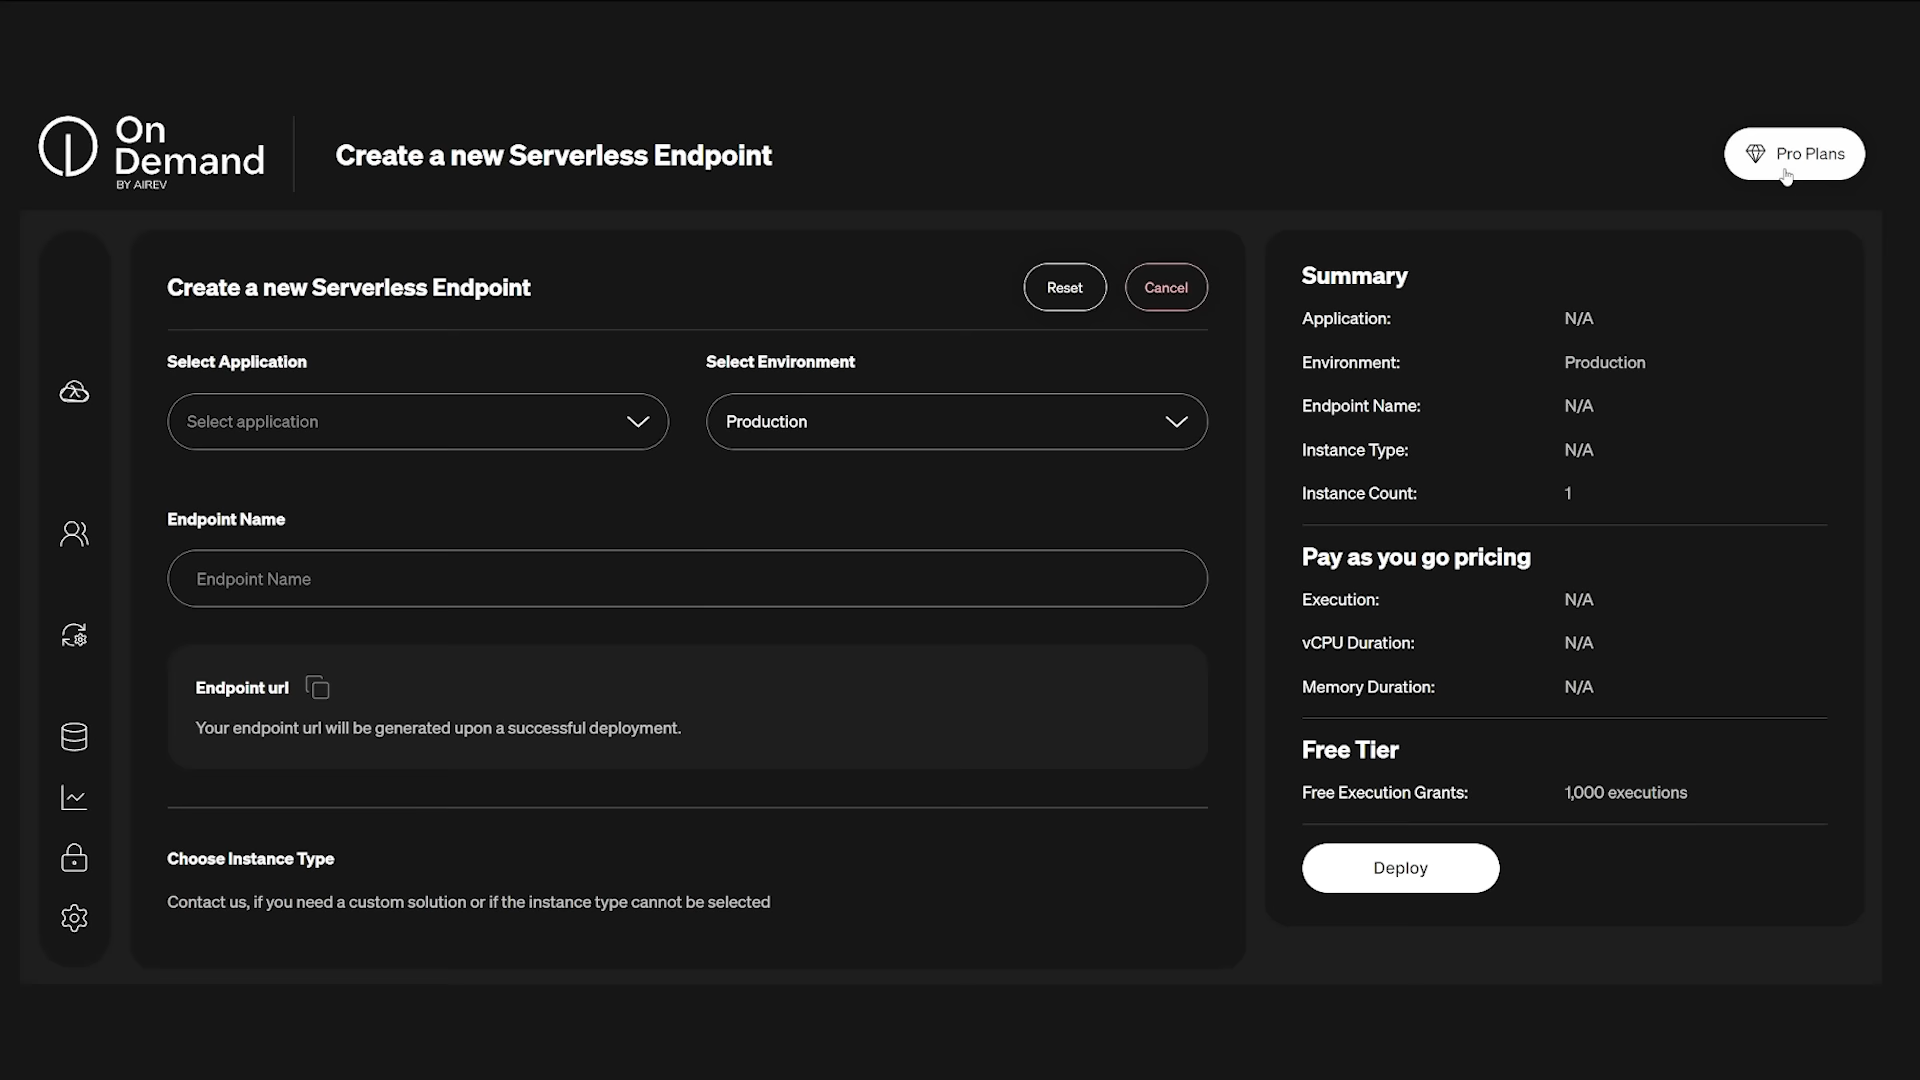 On
Demand
BY AIREV
Create a new Serverless Endpoint
Pro Plans
Create a new Serverless Endpoint
Reset
Cancel
Select Application
Select Environment
Select application
Production
Endpoint Name
Endpoint Name
Endpoint url
Your endpoint url will be generated upon a successful deployment.
Choose Instance Type
Contact us, if you need a custom solution or if the instance type cannot be selected
Summary
Application: N/A
Environment: Production
Endpoint Name: N/A
Instance Type: N/A
Instance Count: 1
Pay as you go pricing
Execution: N/A
vCPU Duration: N/A
Memory Duration: N/A
Free Tier
Free Execution Grants: 1,000 executions
Deploy